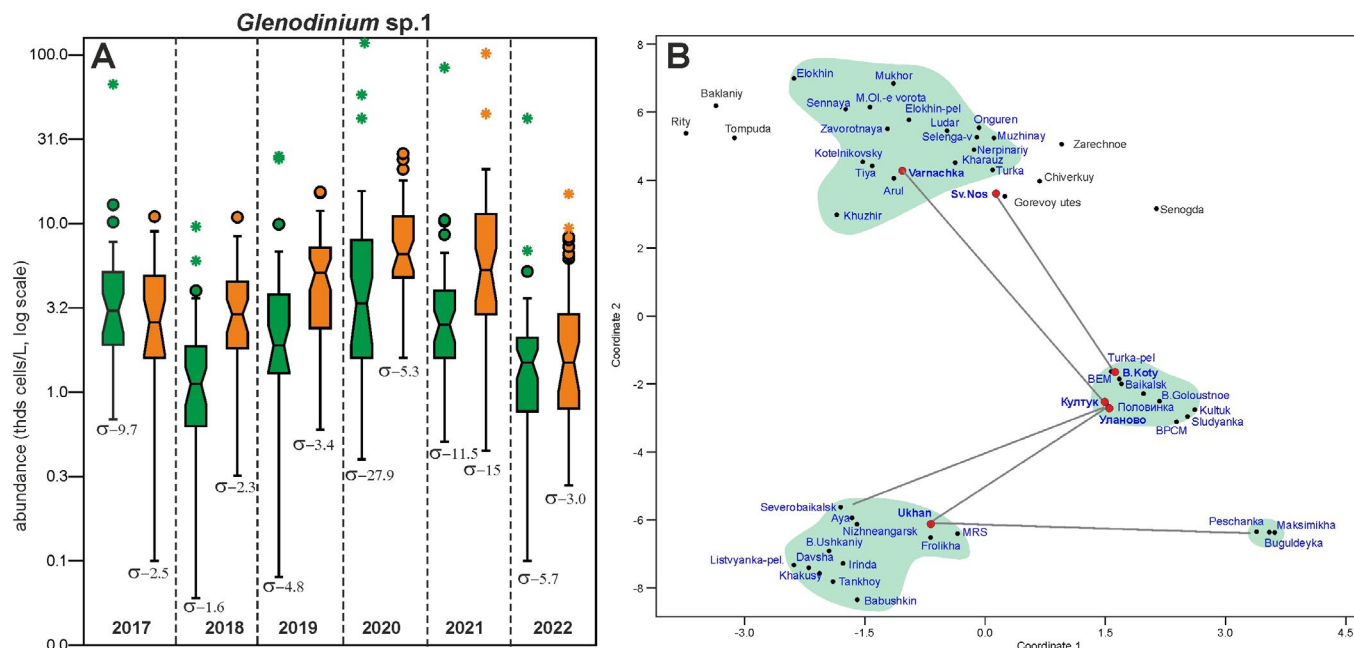 Glenodinium sp.1
A
abundance (thds cells/L, log scale)
100.0
31.6
10.0
3.2
1.0
0.3
0.1
0.0
σ–9.7
σ–2.5
σ–1.6
σ–2.3
σ–4.8
σ–3.4
σ–27.9
σ–5.3
σ–11.5
σ–15
σ–5.7
σ–3.0
2017 2018 2019 2020 2021 2022
B
Coordinate 2
8
6
4
2
0
-2
-4
-6
-8
Elokhin
Mukhor
Baklaniy
Sennaya
M.Ol.-e vorota
Elokhin-pel
Rity
Tompuda
Zavorotnaya
Ludar
Onguren
Selenga-v
Muzhinay
Zarechnoe
Nerpinariy
Kotelnikovsky
Kharauz
Tiya
Varnachka
Turka
Chiverkuy
Arul
Sv.Nos
Gorevoy utes
Senogda
Khuzhir
Turka-pel
BEM
B.Koty
Baikalsk
B.Goloustnoe
Култук
Половинка
Kultuk
Уланово
Sludyanka
BPCM
Severobaikalsk
Ukhan
Aya
Nizhneangarsk
MRS
Frolikha
Peschanka
Maksimikha
Buguldeyka
B.Ushkaniy
Listvyanka-pel.
Davsha
Irinda
Khakusy
Tankhoy
Babushkin
-3.0 -1.5 0.0 1.5 3.0 4.5
Coordinate 1